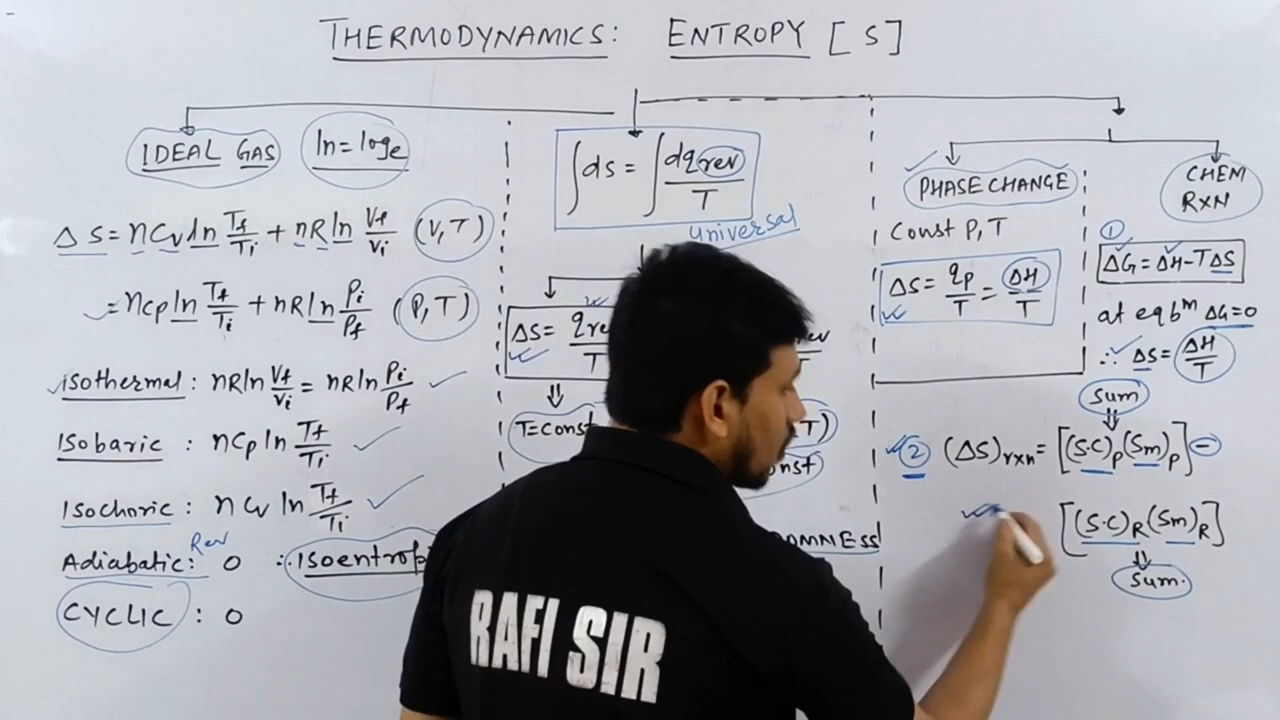 THERMODYNAMICS: ENTROPY [S]
IDEAL GAS
ln = logₑ
ΔS = nCv ln Tf/Ti + nR ln Vf/Vi (V,T)
= nCp ln Tf/Ti + nR ln Pi/Pf (P,T)
Isothermal: nR ln Vf/Vi = nR ln Pi/Pf
Isobaric : nCp ln Tf/Ti
Isochoric : nCv ln Tf/Ti
Rev
Adiabatic: 0 ∴ Isoentrop
CYCLIC : 0
∫ds = ∫dqrev/T
universal
ΔS = qre/T
T=const
T)
nst
DOMNESS
PHASE CHANGE
Const P, T
ΔS = qp/T = ΔH/T
CHEM
RXN
①
ΔG = ΔH - TΔS
at eqbᵐ ΔG=0
∴ ΔS = ΔH/T
Sum
⇓
② (ΔS)rxn = [(S.C)P (Sm)P] -
[(S.C)R (Sm)R]
⇓
Sum.
RAFI SIR